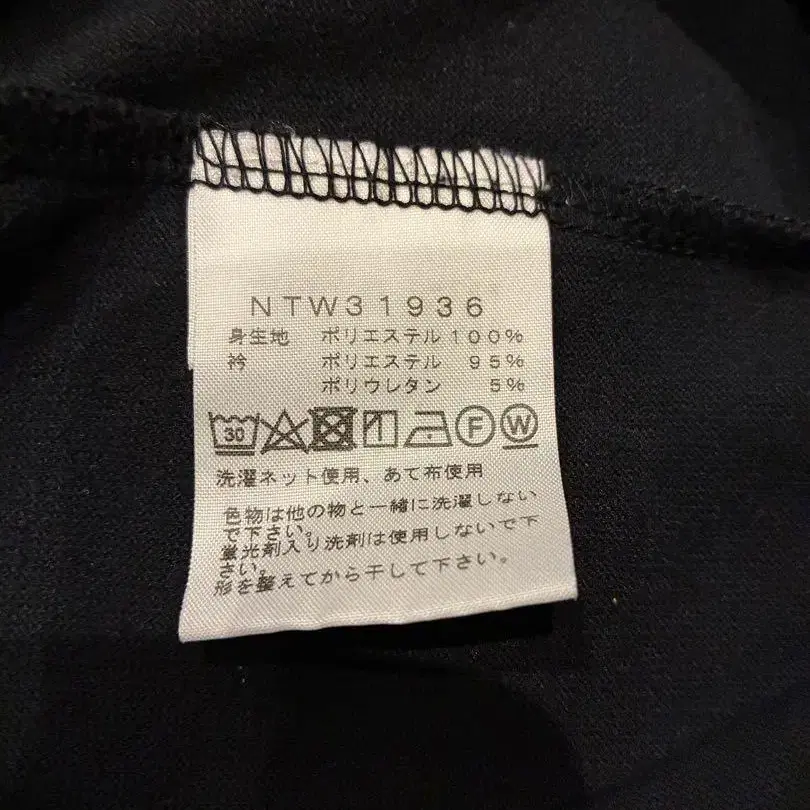 NTW31936
身生地 ポリエステル 100%
衿 ポリエステル 95%
ポリウレタン 5%
30 F W
洗濯ネット使用、あて布使用
色物は他の物と一緒に洗濯しない
で下さい。
蛍光剤入り洗剤は使用しないで下
さい。
形を整えてから干して下さい。